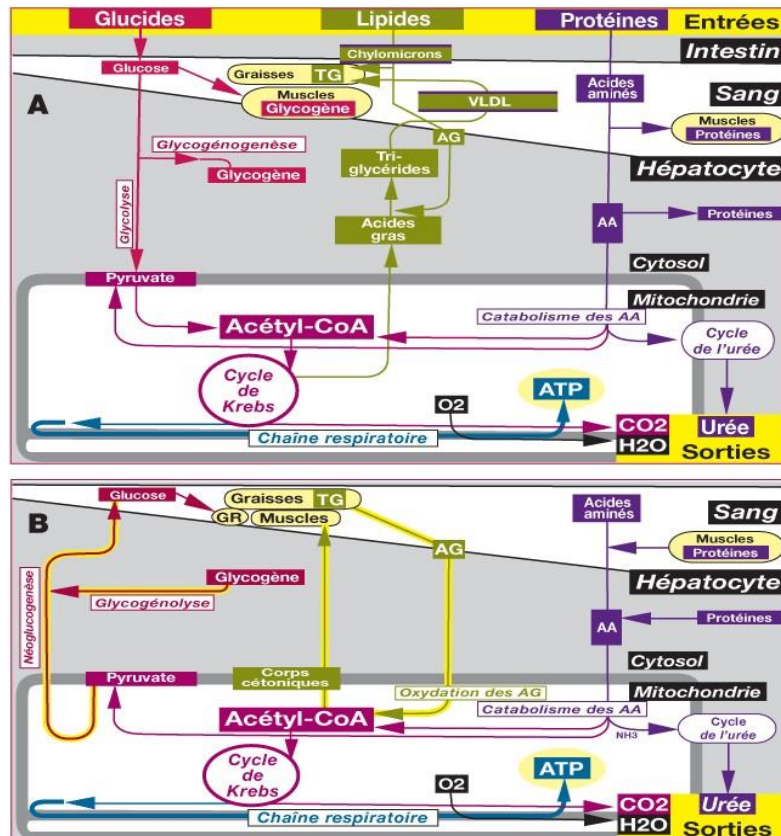 Glucides
Lipides
Protéines
Entrées
Chylomicrons
Intestin
Glucose
Graisses TG
Acides
aminés
Sang
A
Muscles
Glycogène
VLDL
Muscles
Protéines
AG
Glycogénogenèse
Tri-
glycérides
Hépatocyte
Glycogène
Glycolyse
Acides
gras
AA
Protéines
Cytosol
Pyruvate
Mitochondrie
Acétyl-CoA
Catabolisme des AA
Cycle
de l'urée
Cycle
de
Krebs
ATP
O2
CO2
Urée
Chaîne respiratoire
H2O
Sorties
Glucose
Graisses TG
Acides
aminés
Sang
B
GR
Muscles
Muscles
Protéines
AG
Hépatocyte
Glycogène
Glycogénolyse
Néoglucogenèse
AA
Protéines
Cytosol
Pyruvate
Corps
cétoniques
Oxydation des AG
Mitochondrie
Acétyl-CoA
Catabolisme des AA
NH3
Cycle
de l'urée
Cycle
de
Krebs
ATP
O2
CO2
Urée
Chaîne respiratoire
H2O
Sorties